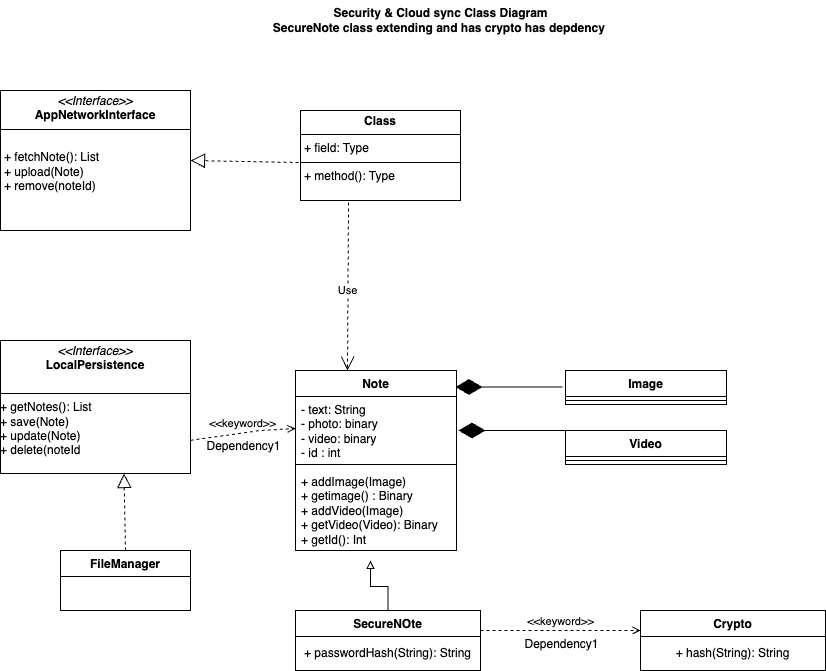 Security & Cloud sync Class Diagram
SecureNote class extending and has crypto has depdency
<<Interface>>
AppNetworkInterface
+ fetchNote(): List
+ upload(Note)
+ remove(noteId)
Class
+ field: Type
+ method(): Type
Use
<<Interface>>
LocalPersistence
+ getNotes(): List
+ save(Note)
+ update(Note)
+ delete(noteId
<<keyword>>
Dependency1
Note
- text: String
- photo: binary
- video: binary
- id : int
+ addImage(Image)
+ getimage() : Binary
+ addVideo(Image)
+ getVideo(Video): Binary
+ getId(): Int
Image
Video
FileManager
SecureNOte
+ passwordHash(String): String
<<keyword>>
Dependency1
Crypto
+ hash(String): String